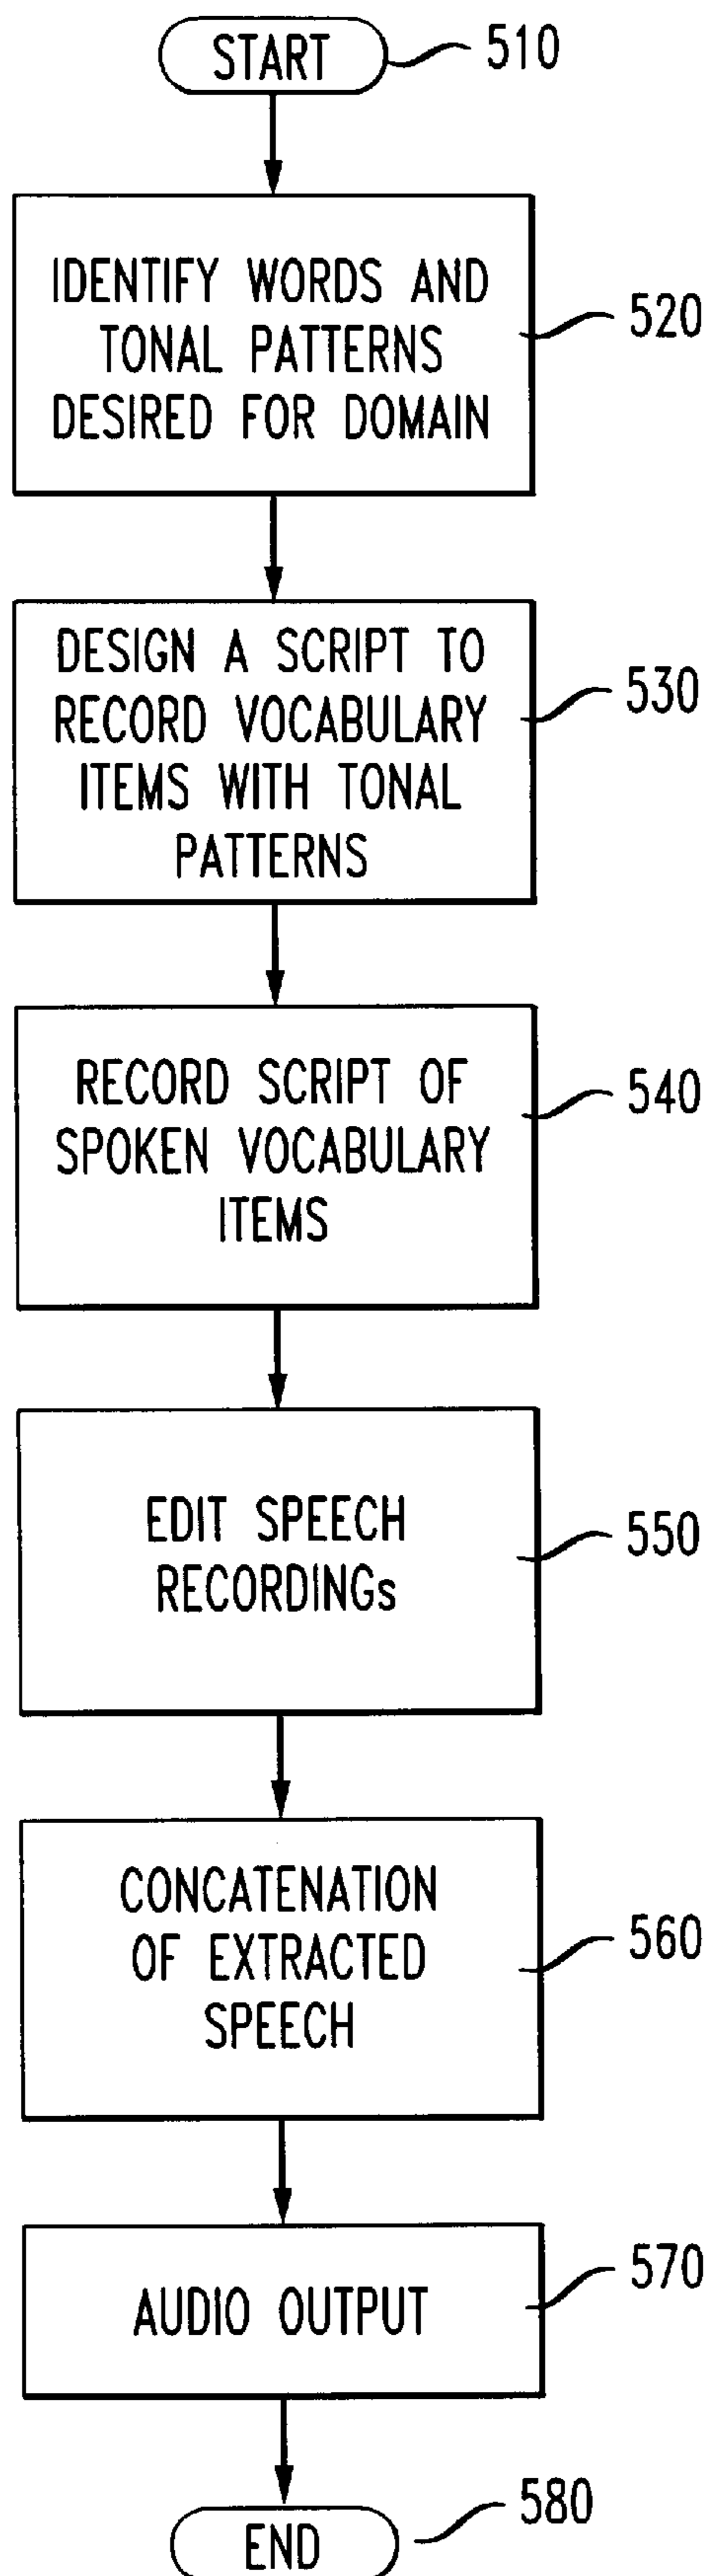 START
510
IDENTIFY WORDS AND
TONAL PATTERNS
DESIRED FOR DOMAIN
520
DESIGN A SCRIPT TO
RECORD VOCABULARY
ITEMS WITH TONAL
PATTERNS
530
RECORD SCRIPT OF
SPOKEN VOCABULARY
ITEMS
540
EDIT SPEECH
RECORDINGs
550
CONCATENATION
OF EXTRACTED
SPEECH
560
AUDIO OUTPUT
570
END
580